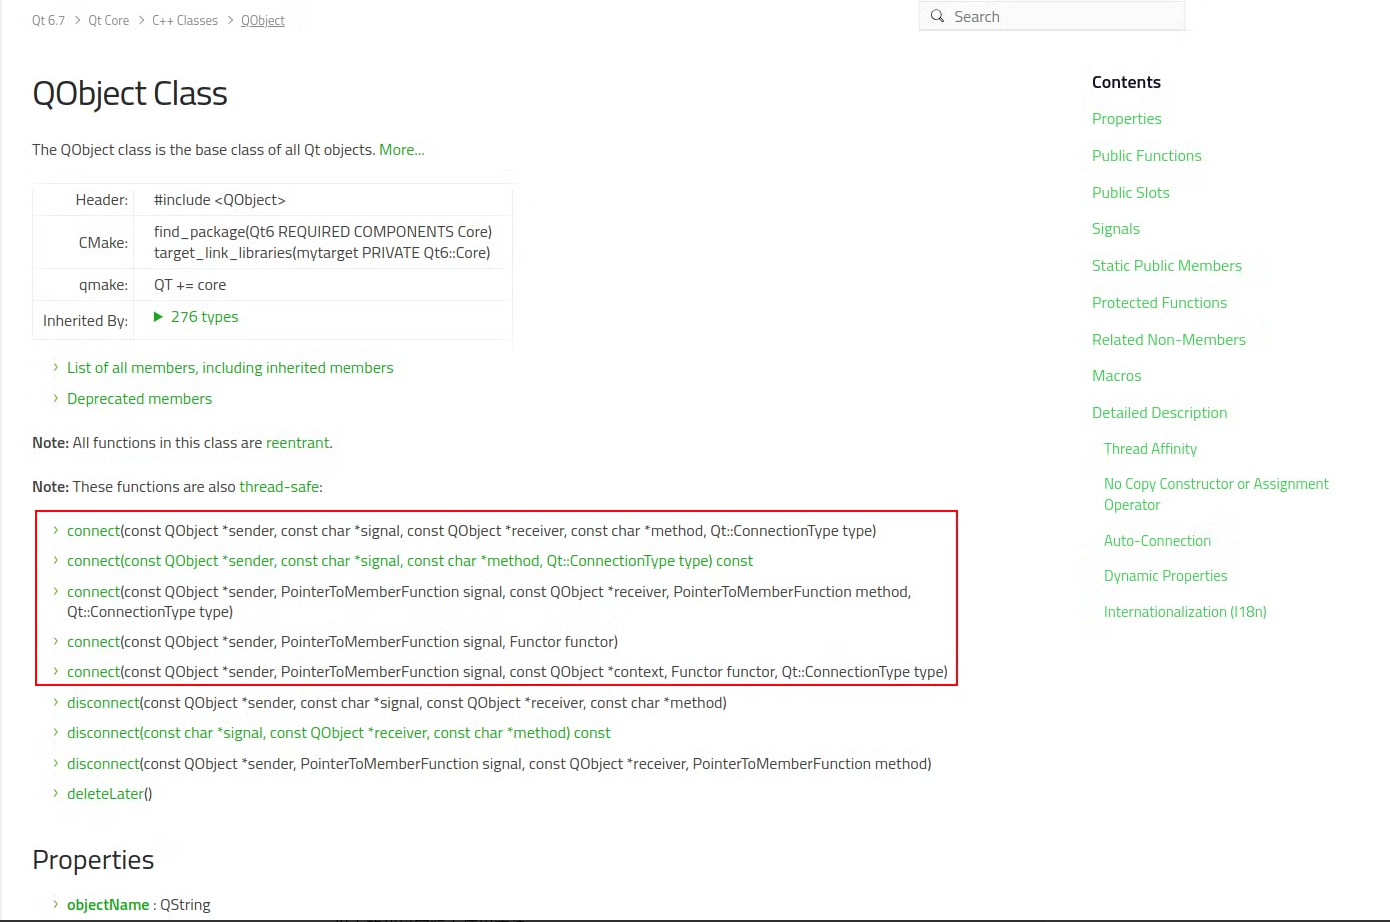 Qt 6.7 > Qt Core > C++ Classes > QObject
Search
QObject Class
The QObject class is the base class of all Qt objects. More...
Header: #include <QObject>
CMake: find_package(Qt6 REQUIRED COMPONENTS Core)
target_link_libraries(mytarget PRIVATE Qt6::Core)
qmake: QT += core
Inherited By: ▶ 276 types
› List of all members, including inherited members
› Deprecated members
Note: All functions in this class are reentrant.
Note: These functions are also thread-safe:
› connect(const QObject *sender, const char *signal, const QObject *receiver, const char *method, Qt::ConnectionType type)
› connect(const QObject *sender, const char *signal, const char *method, Qt::ConnectionType type) const
› connect(const QObject *sender, PointerToMemberFunction signal, const QObject *receiver, PointerToMemberFunction method,
Qt::ConnectionType type)
› connect(const QObject *sender, PointerToMemberFunction signal, Functor functor)
› connect(const QObject *sender, PointerToMemberFunction signal, const QObject *context, Functor functor, Qt::ConnectionType type)
› disconnect(const QObject *sender, const char *signal, const QObject *receiver, const char *method)
› disconnect(const char *signal, const QObject *receiver, const char *method) const
› disconnect(const QObject *sender, PointerToMemberFunction signal, const QObject *receiver, PointerToMemberFunction method)
› deleteLater()
Properties
› objectName : QString
Contents
Properties
Public Functions
Public Slots
Signals
Static Public Members
Protected Functions
Related Non-Members
Macros
Detailed Description
Thread Affinity
No Copy Constructor or Assignment
Operator
Auto-Connection
Dynamic Properties
Internationalization (I18n)